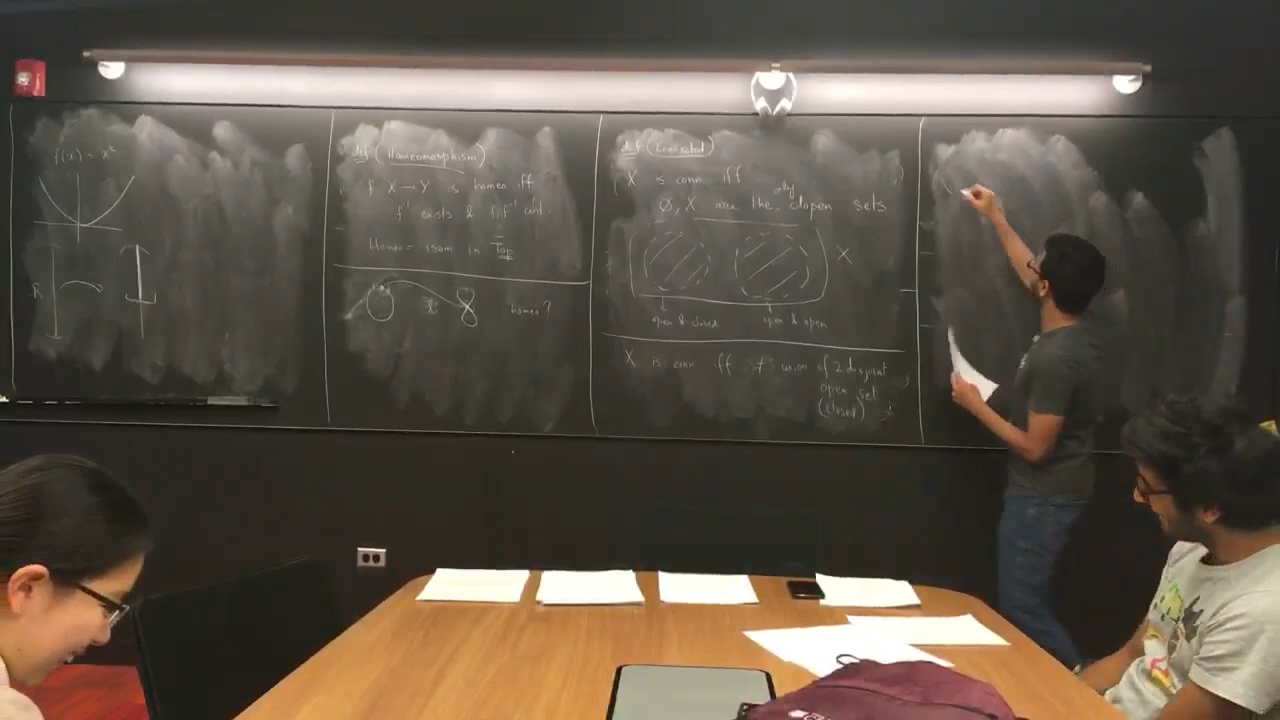 f(x) = x²
def (Homeomorphism)
f X → Y is homeo iff
f⁻¹ exists & f, f⁻¹ cont.
Homeo = isom in Top
homeo?
def (Connected)
X is conn iff
only
∅, X are the clopen sets
X
open & closed
open & open
X is conn iff ≠ union of 2 disjoint
open set
(closed)